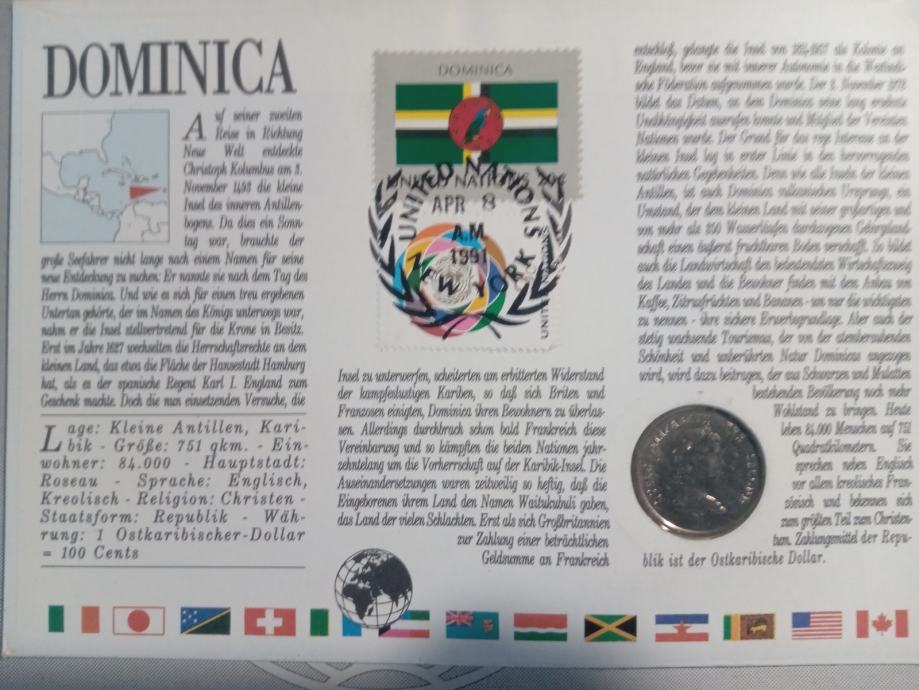 DOMINICA
Auf seiner zweiten
Reise in Richtung
Neue Welt entdeckte
Christoph Kolumbus am 3.
November 1493 die kleine
Insel des inneren Antillen-
bogens. Da dies ein Sonn-
tag war, brauchte der
große Seefahrer nicht lange nach einem Namen für seine
neue Entdeckung zu suchen: Er nannte sie nach dem Tag des
Herrn Dominica. Und wie es sich für einen treu ergebenen
Untertan gehörte, der im Namen des Königs unterwegs war,
nahm er die Insel stellvertretend für die Krone in Besitz.
Erst im Jahre 1627 wechselten die Herrschaftsrechte an dem
kleinen Land, das etwa die Fläche der Hansestadt Hamburg
hat, als es der spanische Regent Karl I. England zum
Geschenk machte. Doch die nun einsetzenden Versuche, die
Lage: Kleine Antillen, Kari-
bik - Größe: 751 qkm. - Ein-
wohner: 84.000 - Hauptstadt:
Roseau - Sprache: Englisch,
Kreolisch - Religion: Christen -
Staatsform: Republik - Wäh-
rung: 1 Ostkaribischer-Dollar
= 100 Cents
DOMINICA
UNITED NATIONS
UNITED NATIONS
APR 8
A.M
1991
NEW YORK
Insel zu unterwerfen, scheiterten am erbitterten Widerstand
der kampfeslustigen Kariben, so daß sich Briten und
Franzosen einigten, Dominica ihren Bewohnern zu überlas-
sen. Allerdings durchbrach schon bald Frankreich diese
Vereinbarung und so kämpften die beiden Nationen jahr-
zehntelang um die Vorherrschaft auf der Karibik-Insel. Die
Auseinandersetzungen waren zeitweilig so heftig, daß die
Eingeborenen ihrem Land den Namen Waitukubuli gaben,
das Land der vielen Schlachten. Erst als sich Großbritannien
zur Zahlung einer beträchtlichen
Geldsumme an Frankreich
entschloß, gelangte die Insel von als Kolonie an
England, bevor sie mit innerer Autonomie in die Westindi-
sche Föderation aufgenommen wurde. Der 3. November 1978
bildet das Datum, an dem Dominica seine lang ersehnte
Unabhängigkeit ausrufen konnte und Mitglied der Vereinten
Nationen wurde. Der Grund für das rege Interesse an der
kleinen Insel lag in erster Linie in den hervorragenden
natürlichen Gegebenheiten. Denn wie alle Inseln der kleinen
Antillen, ist auch Dominica vulkanischen Ursprungs, ein
Umstand, der dem kleinen Land mit seiner großartigen und
von mehr als 350 Wasserläufen durchzogenen Gebirgsland-
schaft einen äußerst fruchtbaren Boden verschafft. So bildet
auch die Landwirtschaft den bedeutendsten Wirtschaftszweig
des Landes und die Bewohner finden mit dem Anbau von
Kaffee, Zitrusfrüchten und Bananen - um nur die wichtigsten
zu nennen - ihre sichere Erwerbsgrundlage. Aber auch der
stetig wachsende Tourismus, der von der atemberaubenden
Schönheit und unberührten Natur Dominicas angezogen
wird, wird dazu beitragen, der aus Schwarzen und Mulatten
bestehenden Bevölkerung noch mehr
Wohlstand zu bringen. Heute
leben 84.000 Menschen auf 751
Quadratkilometern. Sie
sprechen neben Englisch
vor allem kreolisches Fran-
zösisch und bekennen sich
zum größten Teil zum Christen-
tum. Zahlungsmittel der Repu-
blik ist der Ostkaribische Dollar.